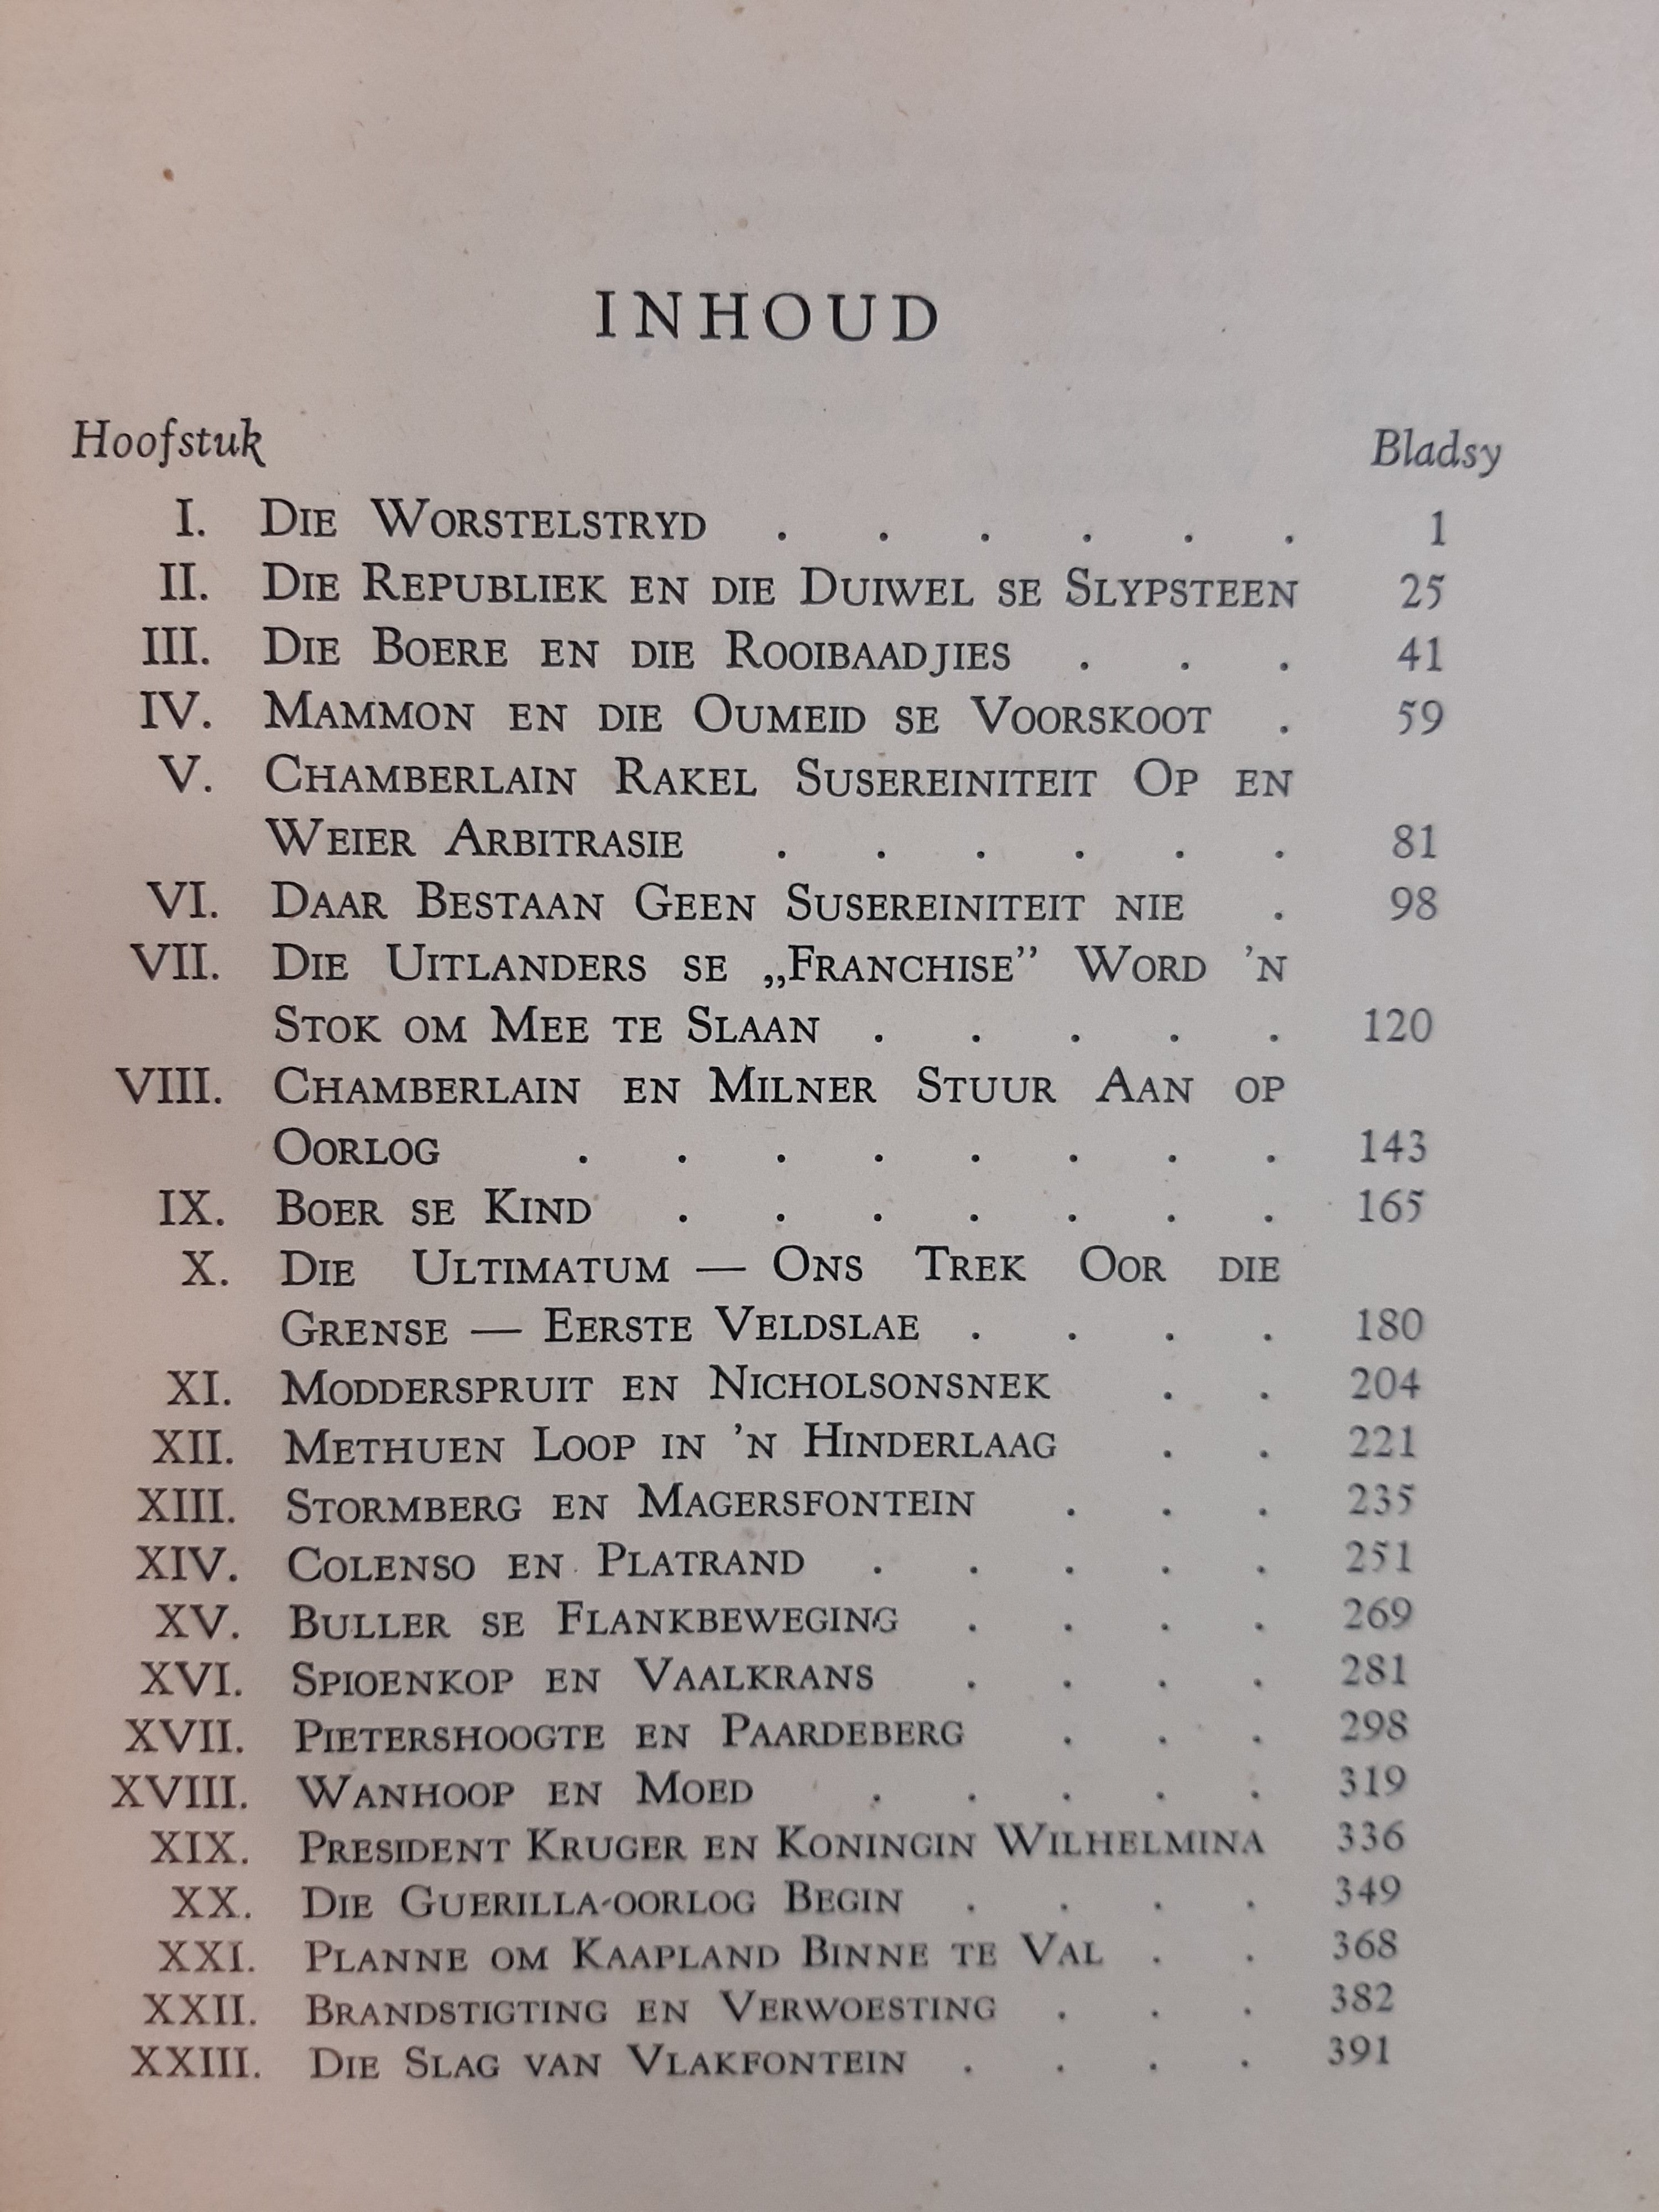 INHOUD
Hoofstuk Bladsy
I. Die Worstelstryd . . . . . . 1
II. Die Republiek en die Duiwel se Slypsteen 25
III. Die Boere en die Rooibaadjies . . . 41
IV. Mammon en die Oumeid se Voorskoot . 59
V. Chamberlain Rakel Susereiniteit Op en
Weier Arbitrasie . . . . . . 81
VI. Daar Bestaan Geen Susereiniteit nie . 98
VII. Die Uitlanders se „Franchise” Word ’n
Stok om Mee te Slaan . . . . . 120
VIII. Chamberlain en Milner Stuur Aan op
Oorlog . . . . . . . . 143
IX. Boer se Kind . . . . . . . 165
X. Die Ultimatum — Ons Trek Oor die
Grense — Eerste Veldslae . . . . 180
XI. Modderspruit en Nicholsonsnek . . 204
XII. Methuen Loop in ’n Hinderlaag . . 221
XIII. Stormberg en Magersfontein . . . 235
XIV. Colenso en Platrand . . . . . 251
XV. Buller se Flankbeweging . . . . 269
XVI. Spioenkop en Vaalkrans . . . . 281
XVII. Pietershoogte en Paardeberg . . . 298
XVIII. Wanhoop en Moed . . . . . 319
XIX. President Kruger en Koningin Wilhelmina 336
XX. Die Guerilla-oorlog Begin . . . . 349
XXI. Planne om Kaapland Binne te Val . . 368
XXII. Brandstigting en Verwoesting . . . 382
XXIII. Die Slag van Vlakfontein . . . . 391